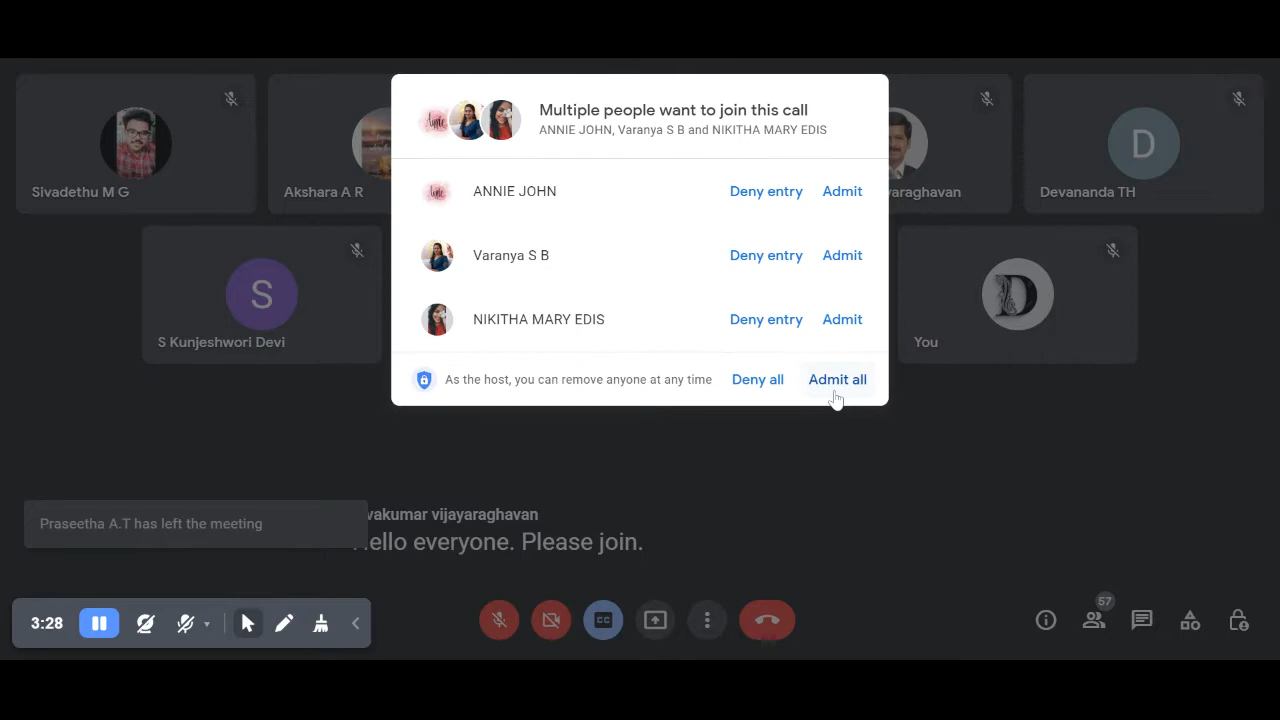 Multiple people want to join this call
ANNIE JOHN, Varanya S B and NIKITHA MARY EDIS
Sivadethu M G
Akshara A R
araghavan
D
Devananda TH
ANNIE JOHN
Deny entry
Admit
Varanya S B
Deny entry
Admit
S
S Kunjeshwori Devi
D
You
NIKITHA MARY EDIS
Deny entry
Admit
As the host, you can remove anyone at any time
Deny all
Admit all
Praseetha A.T has left the meeting
vakumar vijayaraghavan
ello everyone. Please join.
3:28
CC
57